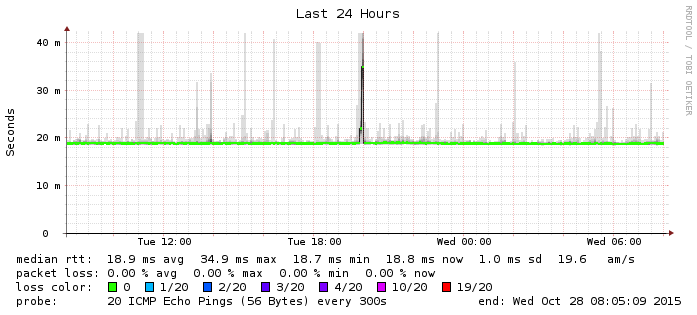 Last 24 Hours
RRDTOOL / TOBI OETIKER
Seconds
40 m
30 m
20 m
10 m
0
Tue 12:00 Tue 18:00 Wed 00:00 Wed 06:00
median rtt: 18.9 ms avg 34.9 ms max 18.7 ms min 18.8 ms now 1.0 ms sd 19.6 am/s
packet loss: 0.00 % avg 0.00 % max 0.00 % min 0.00 % now
loss color: 0 1/20 2/20 3/20 4/20 10/20 19/20
probe: 20 ICMP Echo Pings (56 Bytes) every 300s end: Wed Oct 28 08:05:09 2015